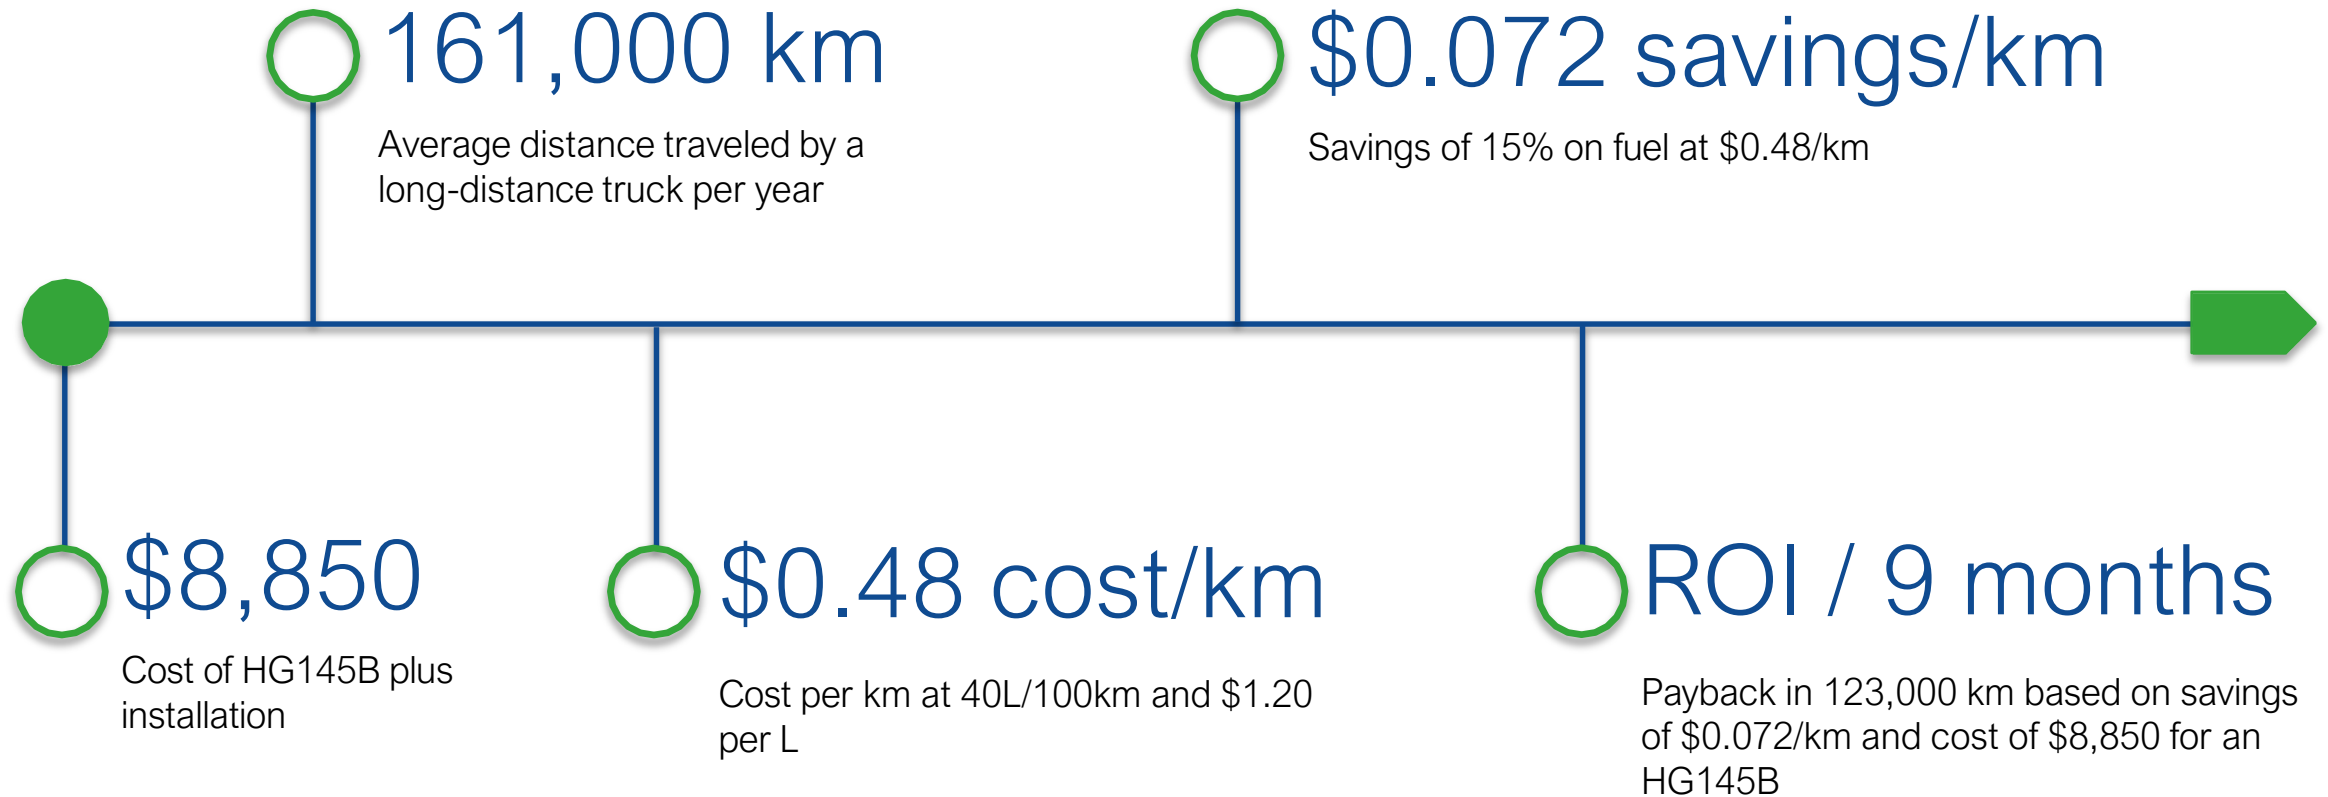 161,000 km
Average distance traveled by a
long-distance truck per year
$0.072 savings/km
Savings of 15% on fuel at $0.48/km
$8,850
Cost of HG145B plus
installation
$0.48 cost/km
Cost per km at 40L/100km and $1.20
per L
ROI / 9 months
Payback in 123,000 km based on savings
of $0.072/km and cost of $8,850 for an
HG145B